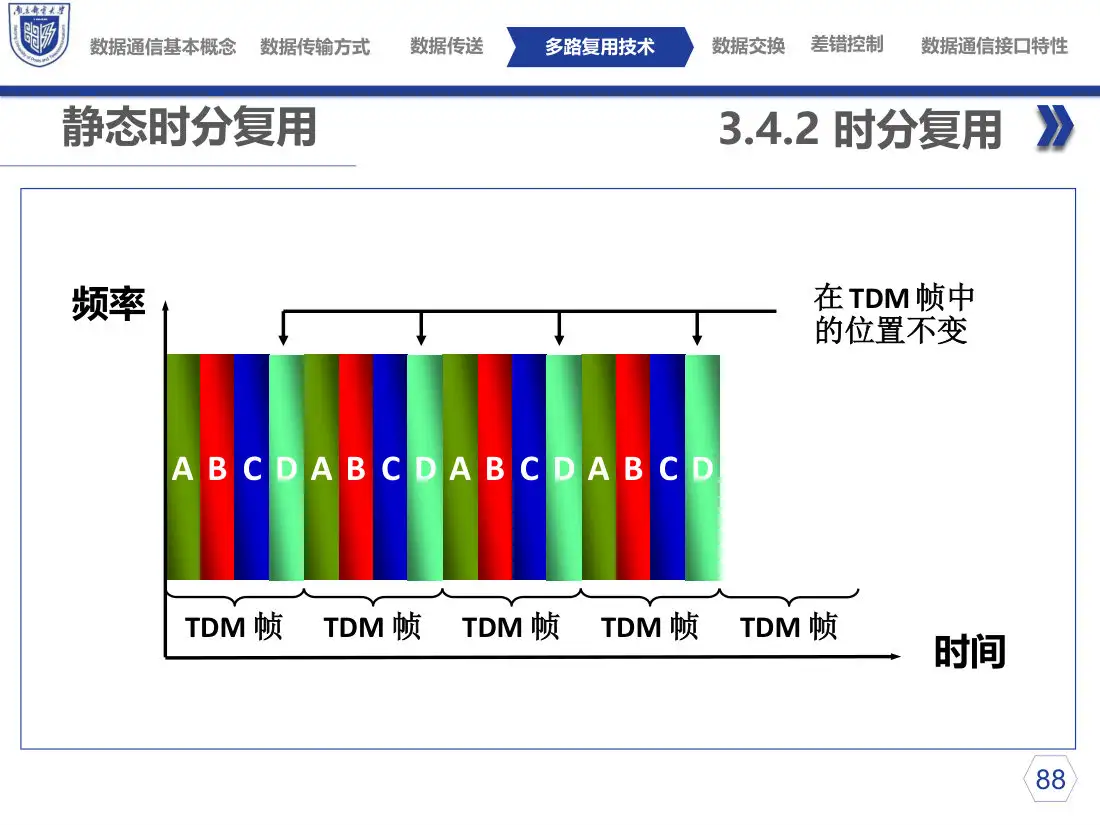 数据通信基本概念 数据传输方式 数据传送 多路复用技术 数据交换 差错控制 数据通信接口特性
静态时分复用
3.4.2 时分复用
频率
在 TDM 帧中
的位置不变
A B C D A B C D A B C D A B C D
TDM 帧 TDM 帧 TDM 帧 TDM 帧 TDM 帧
时间
88